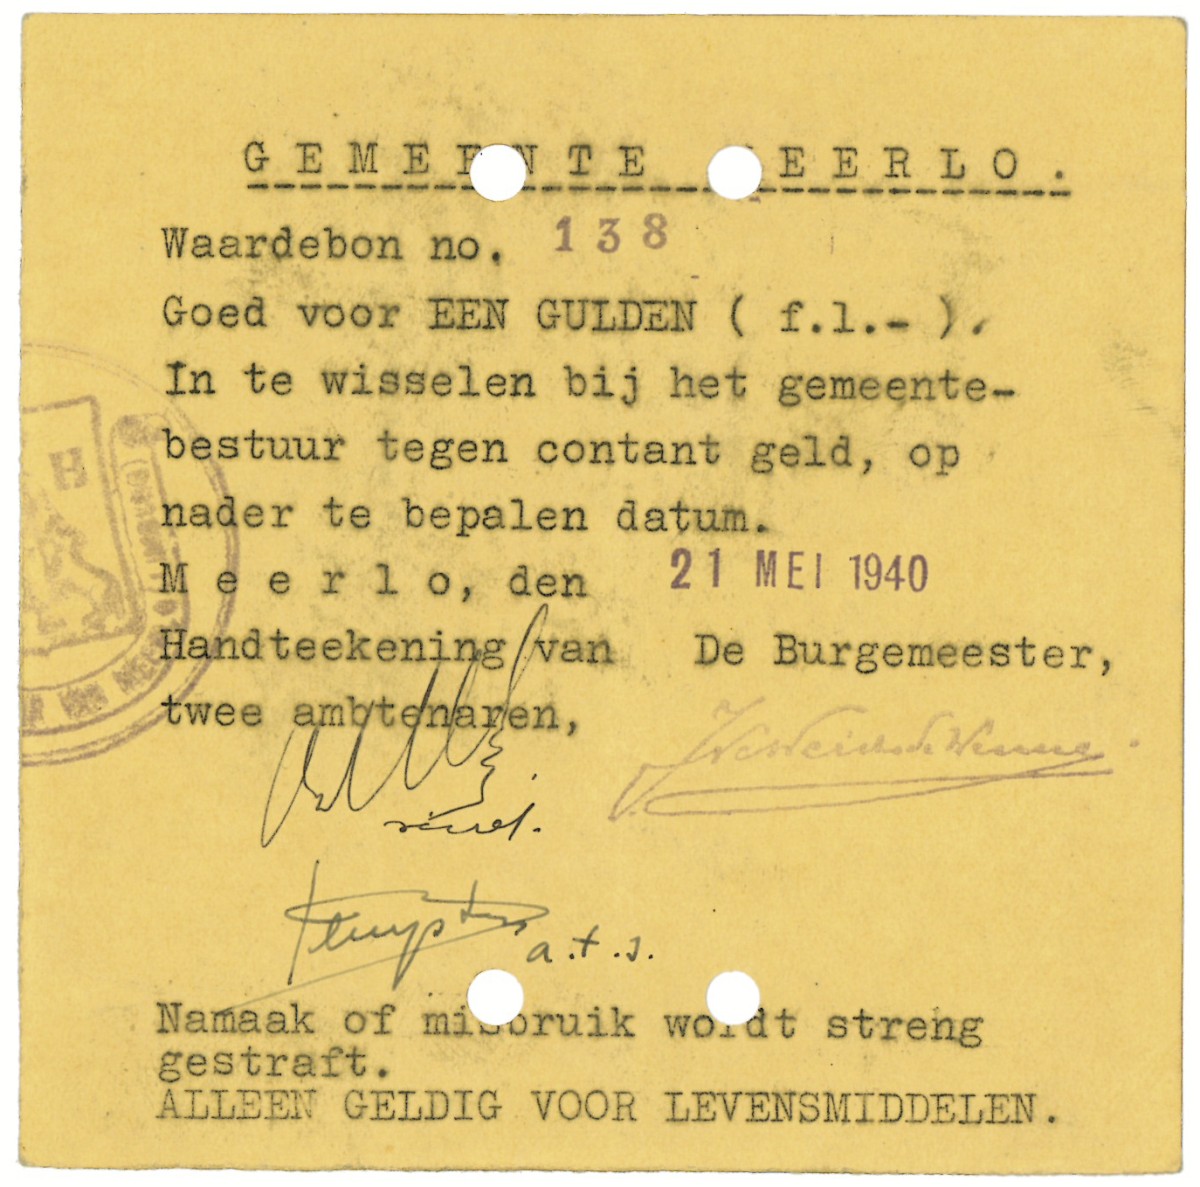 GEMEENTE MEERLO.
Waardebon no. 138
Goed voor EEN GULDEN ( f.l.- ).
In te wisselen bij het gemeente-
bestuur tegen contant geld, op
nader te bepalen datum.
M e e r l o, den 21 MEI 1940
Handteekening van De Burgemeester,
twee ambtenaren,
a.t.s.
Namaak of misbruik wordt streng
gestraft.
ALLEEN GELDIG VOOR LEVENSMIDDELEN.
H